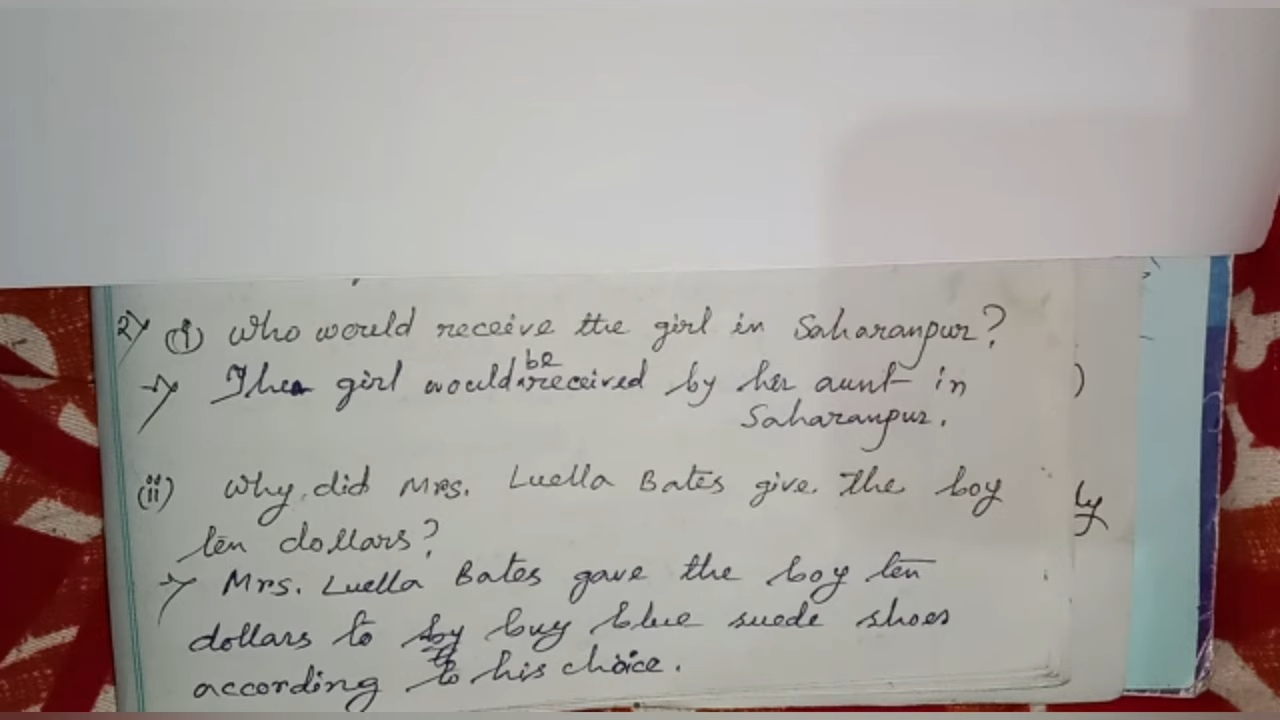 2) (i) Who would receive the girl in Saharanpur?
→ The girl would be received by her aunt in
Saharanpur.
)
(ii) Why did Mrs. Luella Bates give the boy
ly
ten dollars?
→ Mrs. Luella Bates gave the boy ten
dollars to buy blue suede shoes
according to his choice.